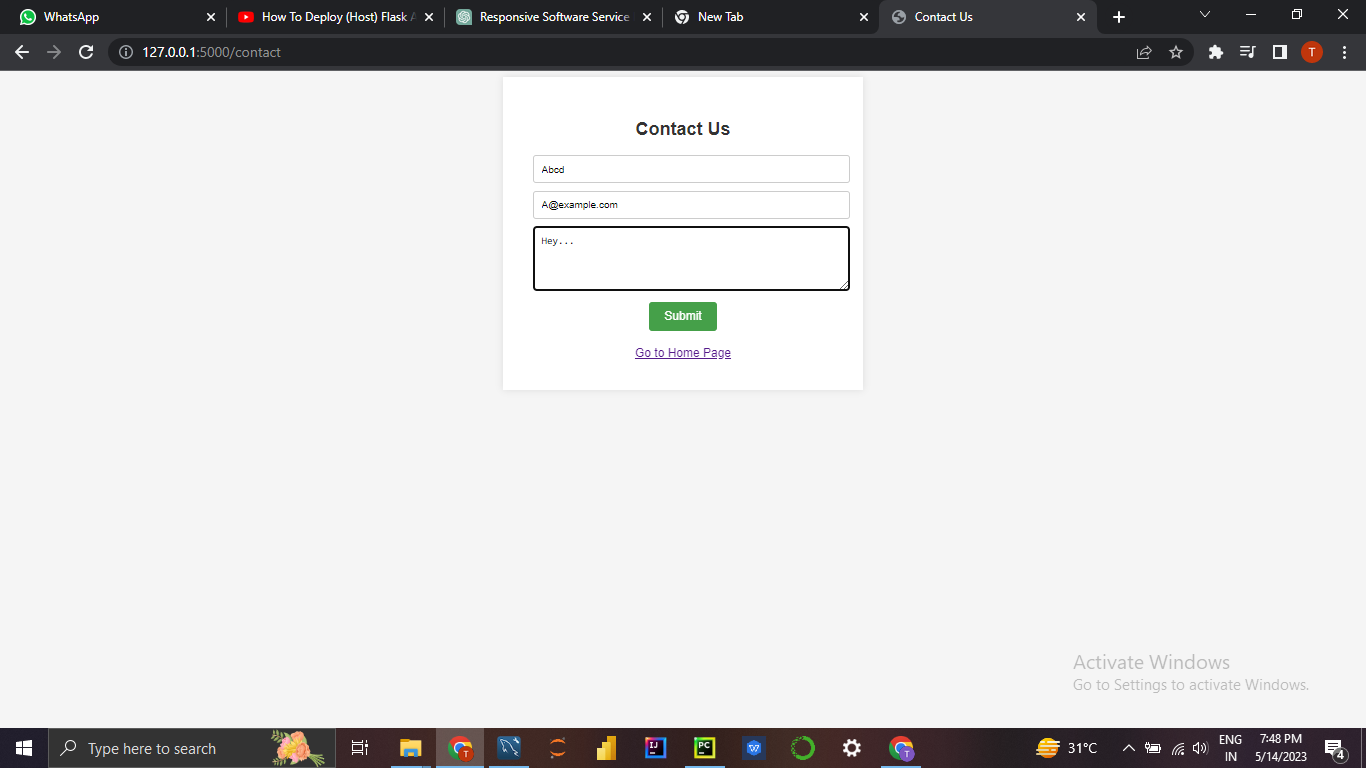 WhatsApp
How To Deploy (Host) Flask A
Responsive Software Service
New Tab
Contact Us
127.0.0.1:5000/contact
T
Contact Us
Abcd
A@example.com
Hey...
Submit
Go to Home Page
Activate Windows
Go to Settings to activate Windows.
Type here to search
T
IJ
PC
W
T
31°C
ENG
IN
7:48 PM
5/14/2023
4